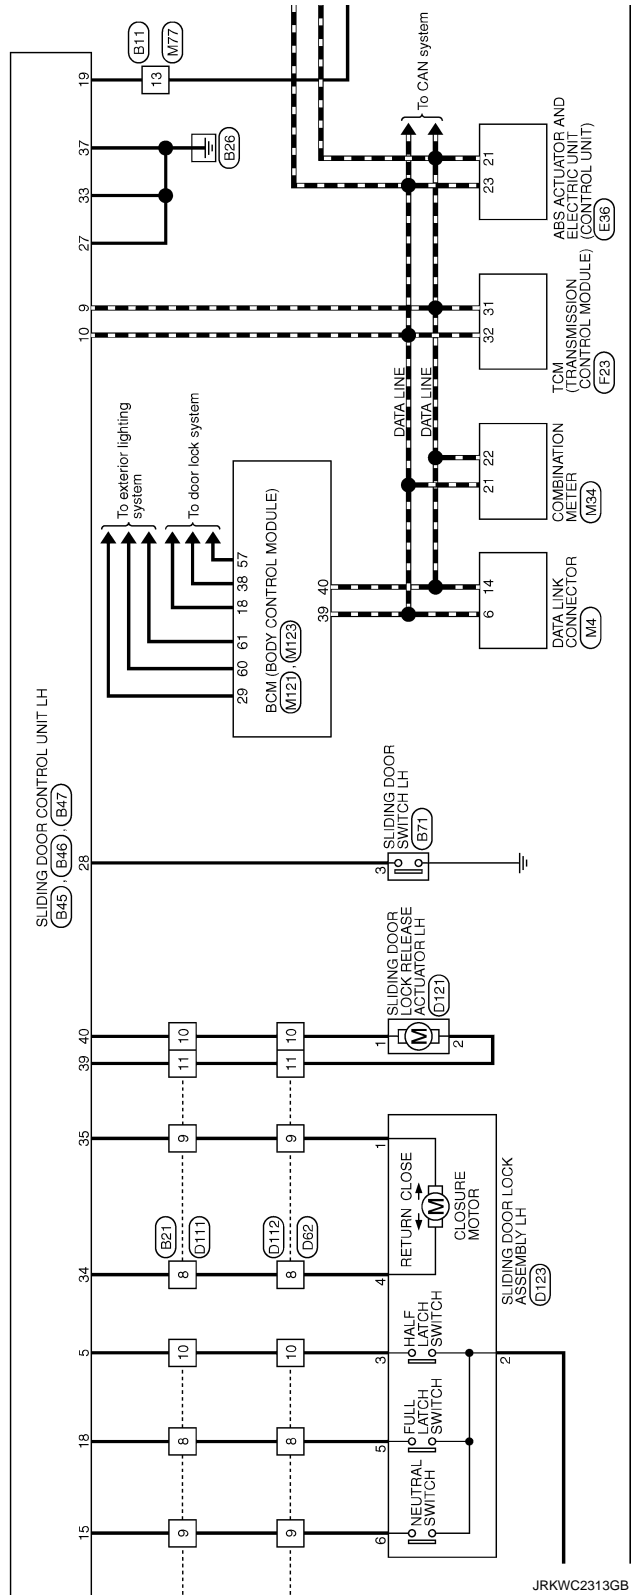 SLIDING DOOR CONTROL UNIT LH
B45 , B46 , B47
15
18
5
34
35
39
40
28
10
9
27
33
37
19
B11
M77
13
B26
9
8
10
8
9
11
10
B21
D111
9
8
10
8
9
11
10
D112
D62
6
5
3
4
1
NEUTRAL
SWITCH
FULL
LATCH
SWITCH
HALF
LATCH
SWITCH
RETURN CLOSE
M
CLOSURE
MOTOR
2
SLIDING DOOR LOCK
ASSEMBLY LH
D123
SLIDING DOOR
LOCK RELEASE
ACTUATOR LH
D121
1
M
2
SLIDING DOOR
SWITCH LH
B71
3
To exterior lighting
system
To door lock system
29 60 61 18 38 57
BCM (BODY CONTROL MODULE)
M121 , M123
39 40
DATA LINE
DATA LINE
To CAN system
6 14
DATA LINK
CONNECTOR
M4
21 22
COMBINATION
METER
M34
32 31
TCM
(TRANSMISSION
CONTROL MODULE)
F23
23 21
ABS ACTUATOR AND
ELECTRIC UNIT
(CONTROL UNIT)
E36
JRKWC2313GB